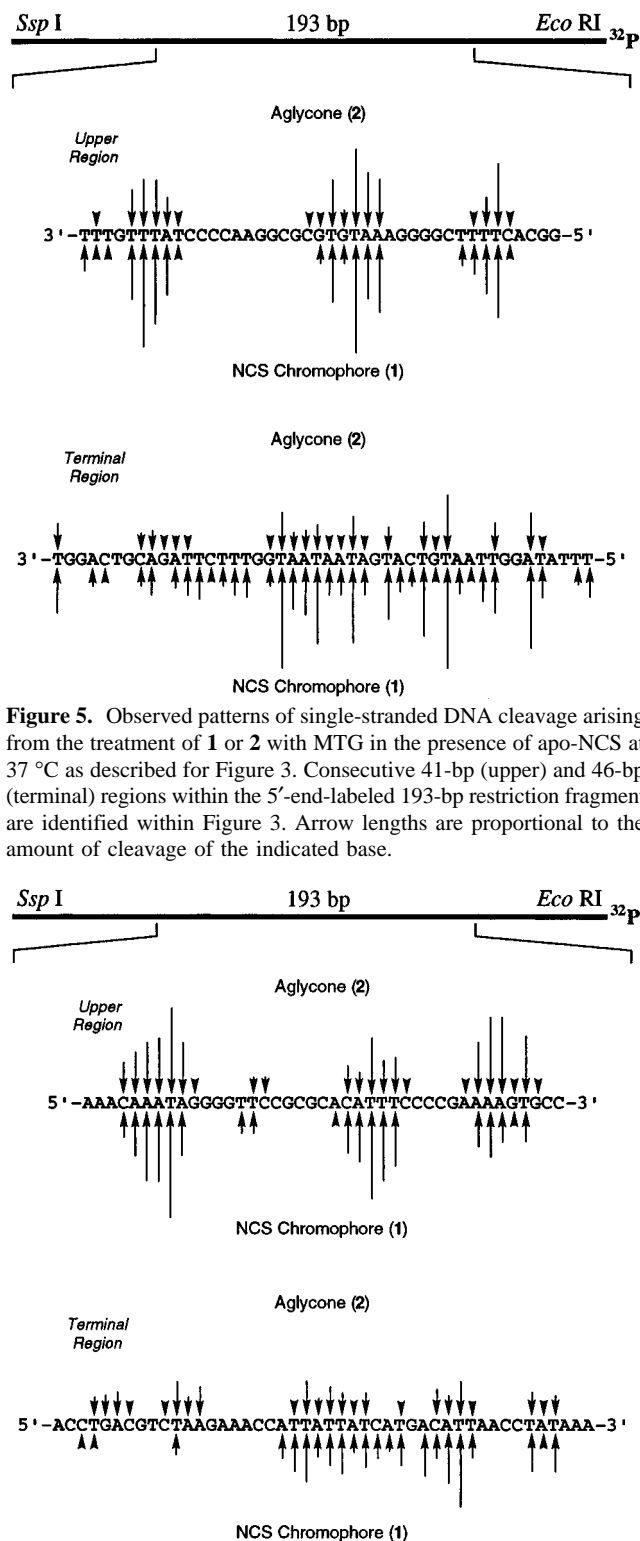 Ssp I 193 bp Eco RI 32P
Aglycone (2)
Upper
Region
3'-TTTGTTTATCCCCAAGGCGCGTGTAAAGGGGCTTTTCACGG-5'
NCS Chromophore (1)
Aglycone (2)
Terminal
Region
3'-TGGACTGCAGATTCTTTGGTAATAATAGTACTGTAATTGGATATTT-5'
NCS Chromophore (1)
Figure 5. Observed patterns of single-stranded DNA cleavage arising
from the treatment of 1 or 2 with MTG in the presence of apo-NCS at
37 °C as described for Figure 3. Consecutive 41-bp (upper) and 46-bp
(terminal) regions within the 5′-end-labeled 193-bp restriction fragment
are identified within Figure 3. Arrow lengths are proportional to the
amount of cleavage of the indicated base.
Ssp I 193 bp Eco RI 32P
Aglycone (2)
Upper
Region
5'-AAACAAATAGGGGTTCCGCGCACATTTCCCCGAAAAGTGCC-3'
NCS Chromophore (1)
Aglycone (2)
Terminal
Region
5'-ACCTGACGTCTAAGAAACCATTATTATCATGACATTAACCTATAAA-3'
NCS Chromophore (1)